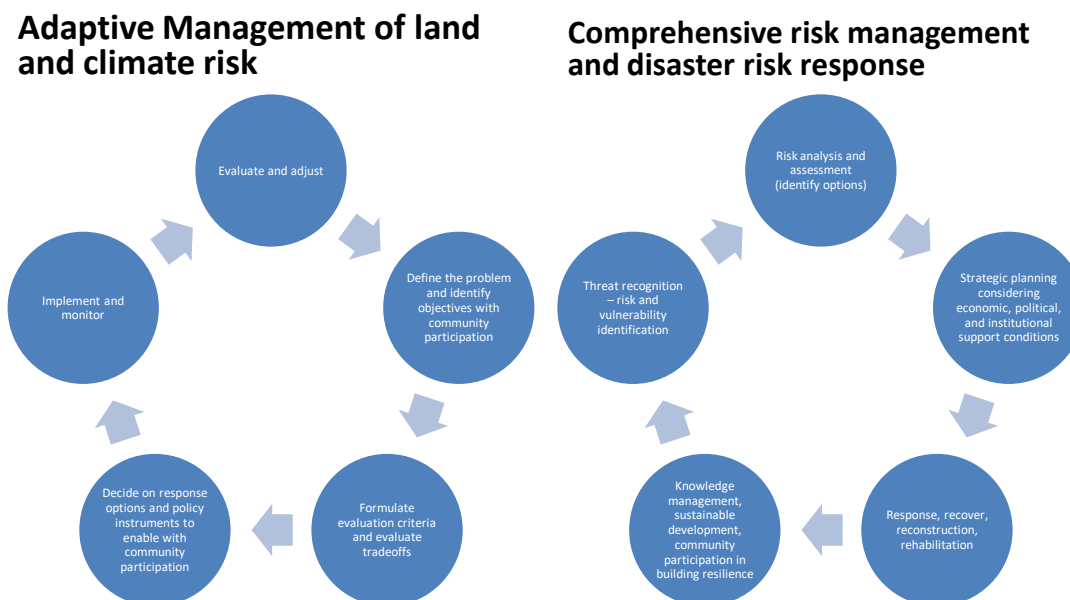 Adaptive Management of land
and climate risk
Evaluate and adjust
Define the problem
and identify
objectives with
community
participation
Formulate
evaluation criteria
and evaluate
tradeoffs
Decide on response
options and policy
instruments to
enable with
community
participation
Implement and
monitor
Comprehensive risk management
and disaster risk response
Risk analysis and
assessment
(identify options)
Strategic planning
considering
economic, political,
and institutional
support conditions
Response, recover,
reconstruction,
rehabilitation
Knowledge
management,
sustainable
development,
community
participation in
building resilience
Threat recognition
– risk and
vulnerability
identification